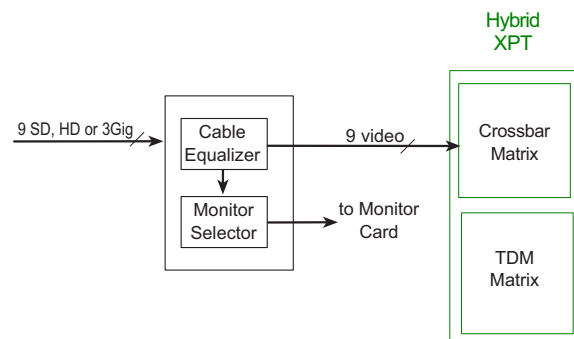 Hybrid
XPT
9 SD, HD or 3Gig
Cable
Equalizer
9 video
Crossbar
Matrix
Monitor
Selector
to Monitor
Card
TDM
Matrix